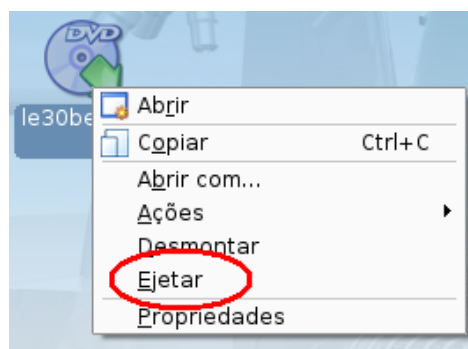 DVD
le30be
Abrir
Copiar Ctrl+C
Abrir com...
Ações
Desmontar
Ejetar
Propriedades